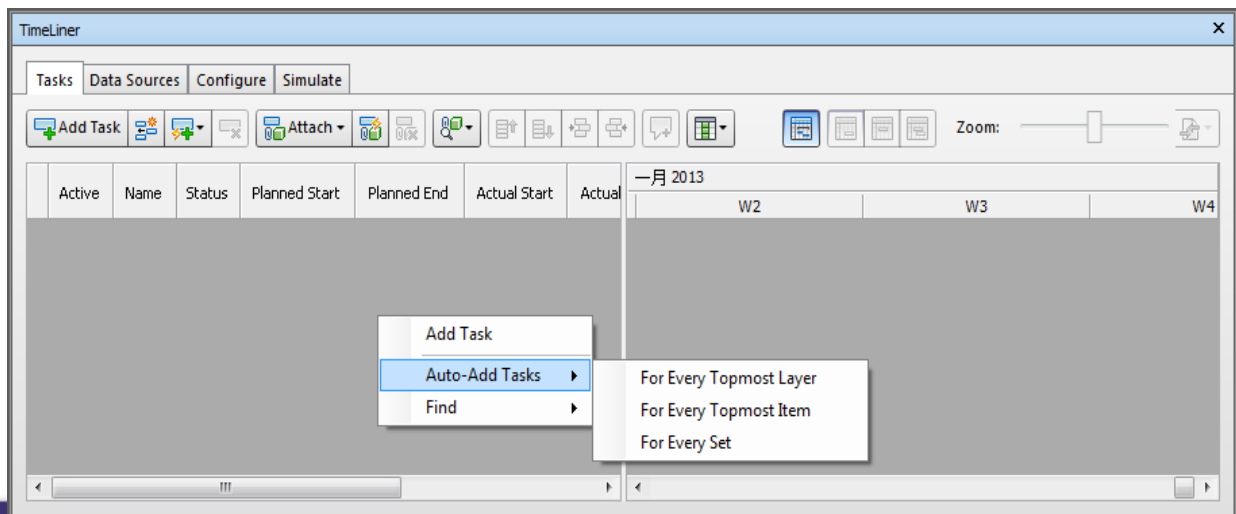 TimeLiner
Tasks Data Sources Configure Simulate
Add Task Attach Zoom:
Active Name Status Planned Start Planned End Actual Start Actual
一月 2013
W2 W3 W4
Add Task
Auto-Add Tasks
Find
For Every Topmost Layer
For Every Topmost Item
For Every Set